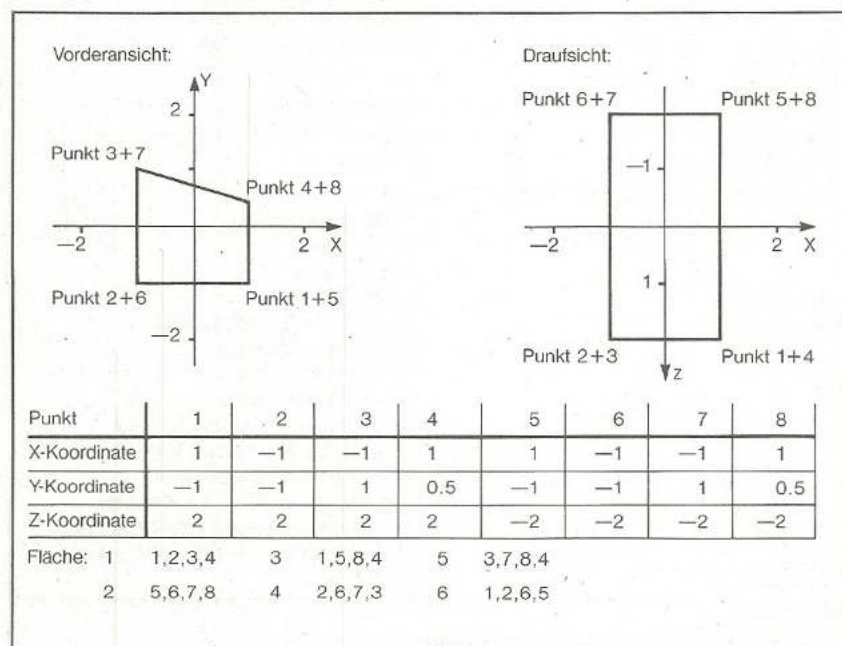 Vorderansicht:
Y
2
Punkt 3+7
Punkt 4+8
—2
2 X
Punkt 2+6
Punkt 1+5
—2
Draufsicht:
Punkt 6+7
Punkt 5+8
—1
—2
2 X
1
Punkt 2+3
Punkt 1+4
Z
Punkt 1 2 3 4 5 6 7 8
X-Koordinate 1 —1 —1 1 1 —1 —1 1
Y-Koordinate —1 —1 1 0.5 —1 —1 1 0.5
Z-Koordinate 2 2 2 2 —2 —2 —2 —2
Fläche: 1 1,2,3,4 3 1,5,8,4 5 3,7,8,4
2 5,6,7,8 4 2,6,7,3 6 1,2,6,5